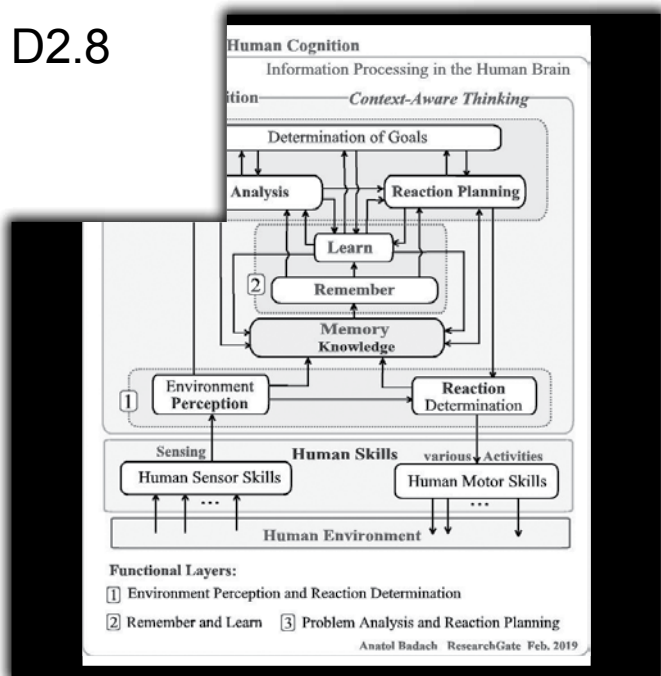 D2.8
Human Cognition
Information Processing in the Human Brain
ition Context-Aware Thinking
Determination of Goals
Analysis Reaction Planning
Learn
2 Remember
Memory
Knowledge
Environment
Perception
Reaction
Determination
1
Sensing Human Skills various Activities
Human Sensor Skills Human Motor Skills
... ...
Human Environment
Functional Layers:
1 Environment Perception and Reaction Determination
2 Remember and Learn 3 Problem Analysis and Reaction Planning
Anatol Badach ResearchGate Feb. 2019